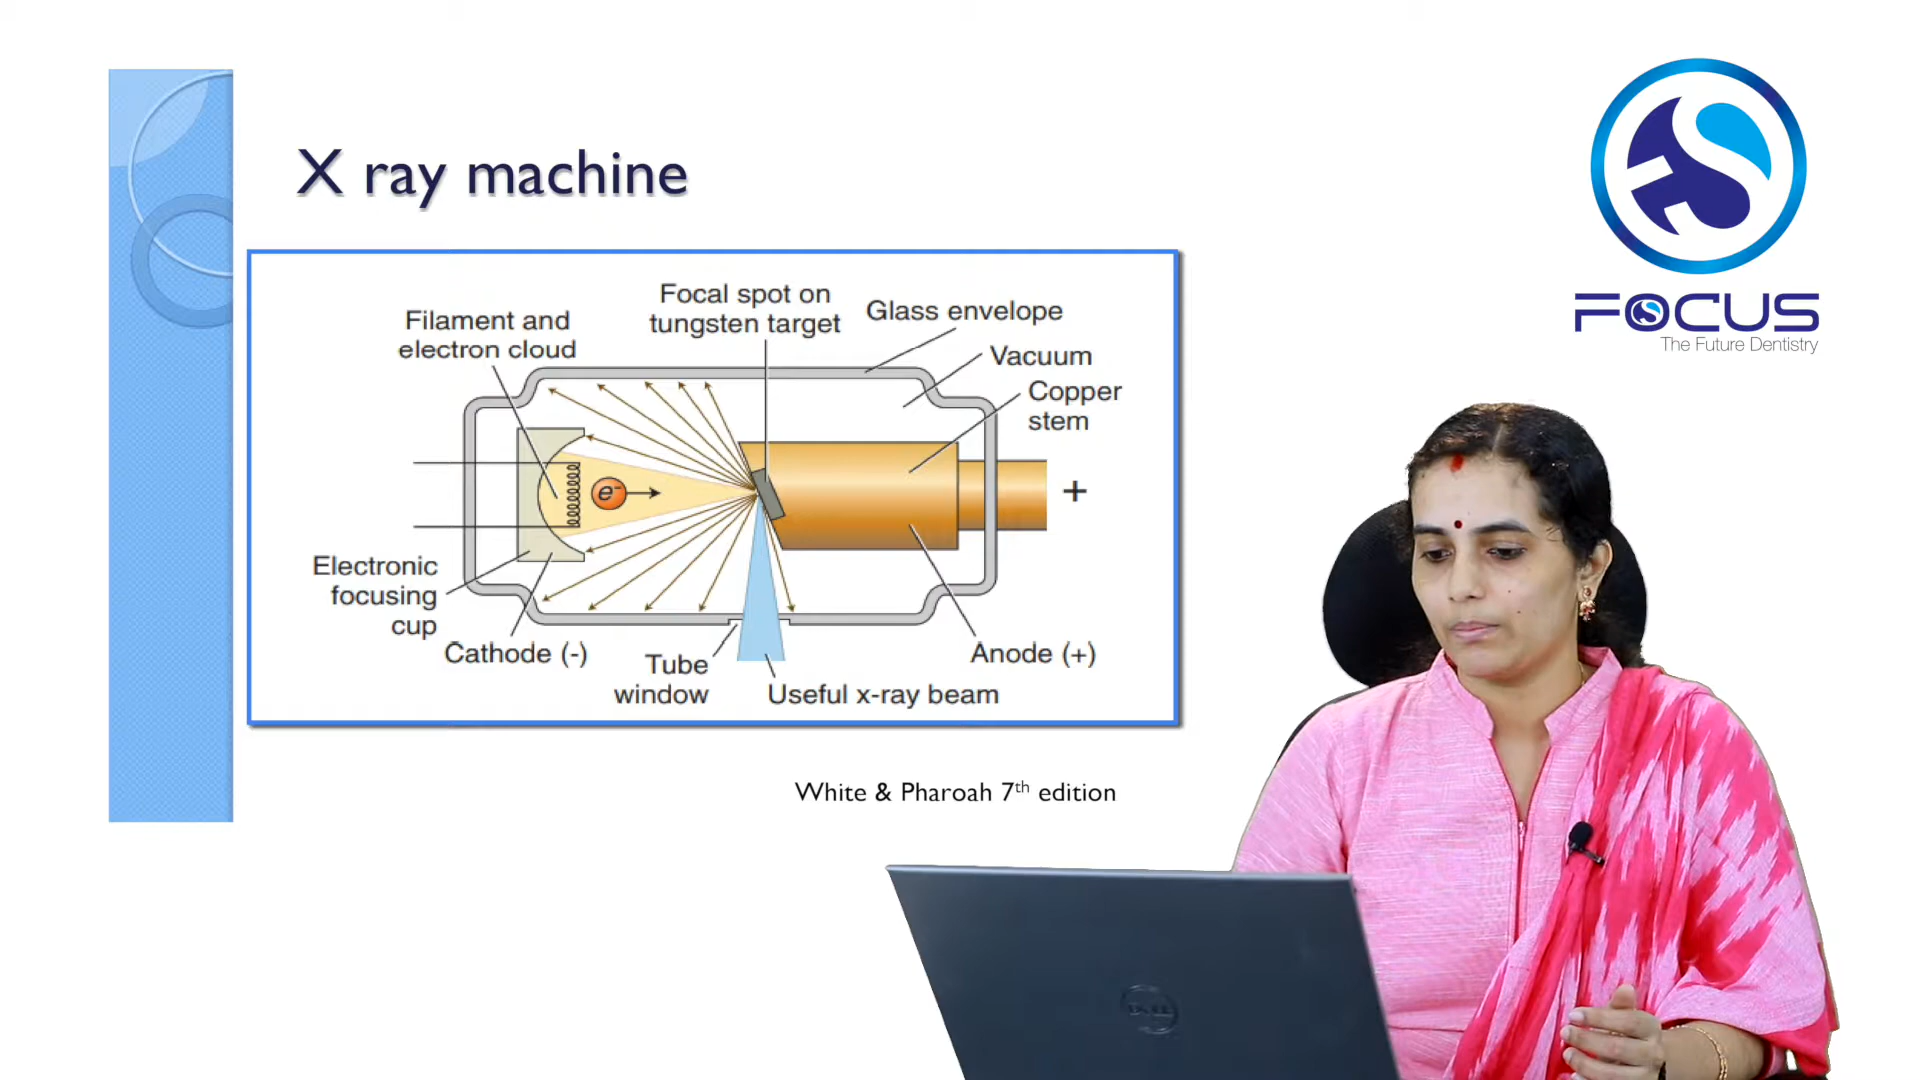 X ray machine
Focal spot on
tungsten target
Glass envelope
Filament and
electron cloud
Vacuum
Copper
stem
e-
+
Electronic
focusing
cup
Cathode (-)
Tube
window
Useful x-ray beam
Anode (+)
White & Pharoah 7th edition
FOCUS
The Future Dentistry
DELL